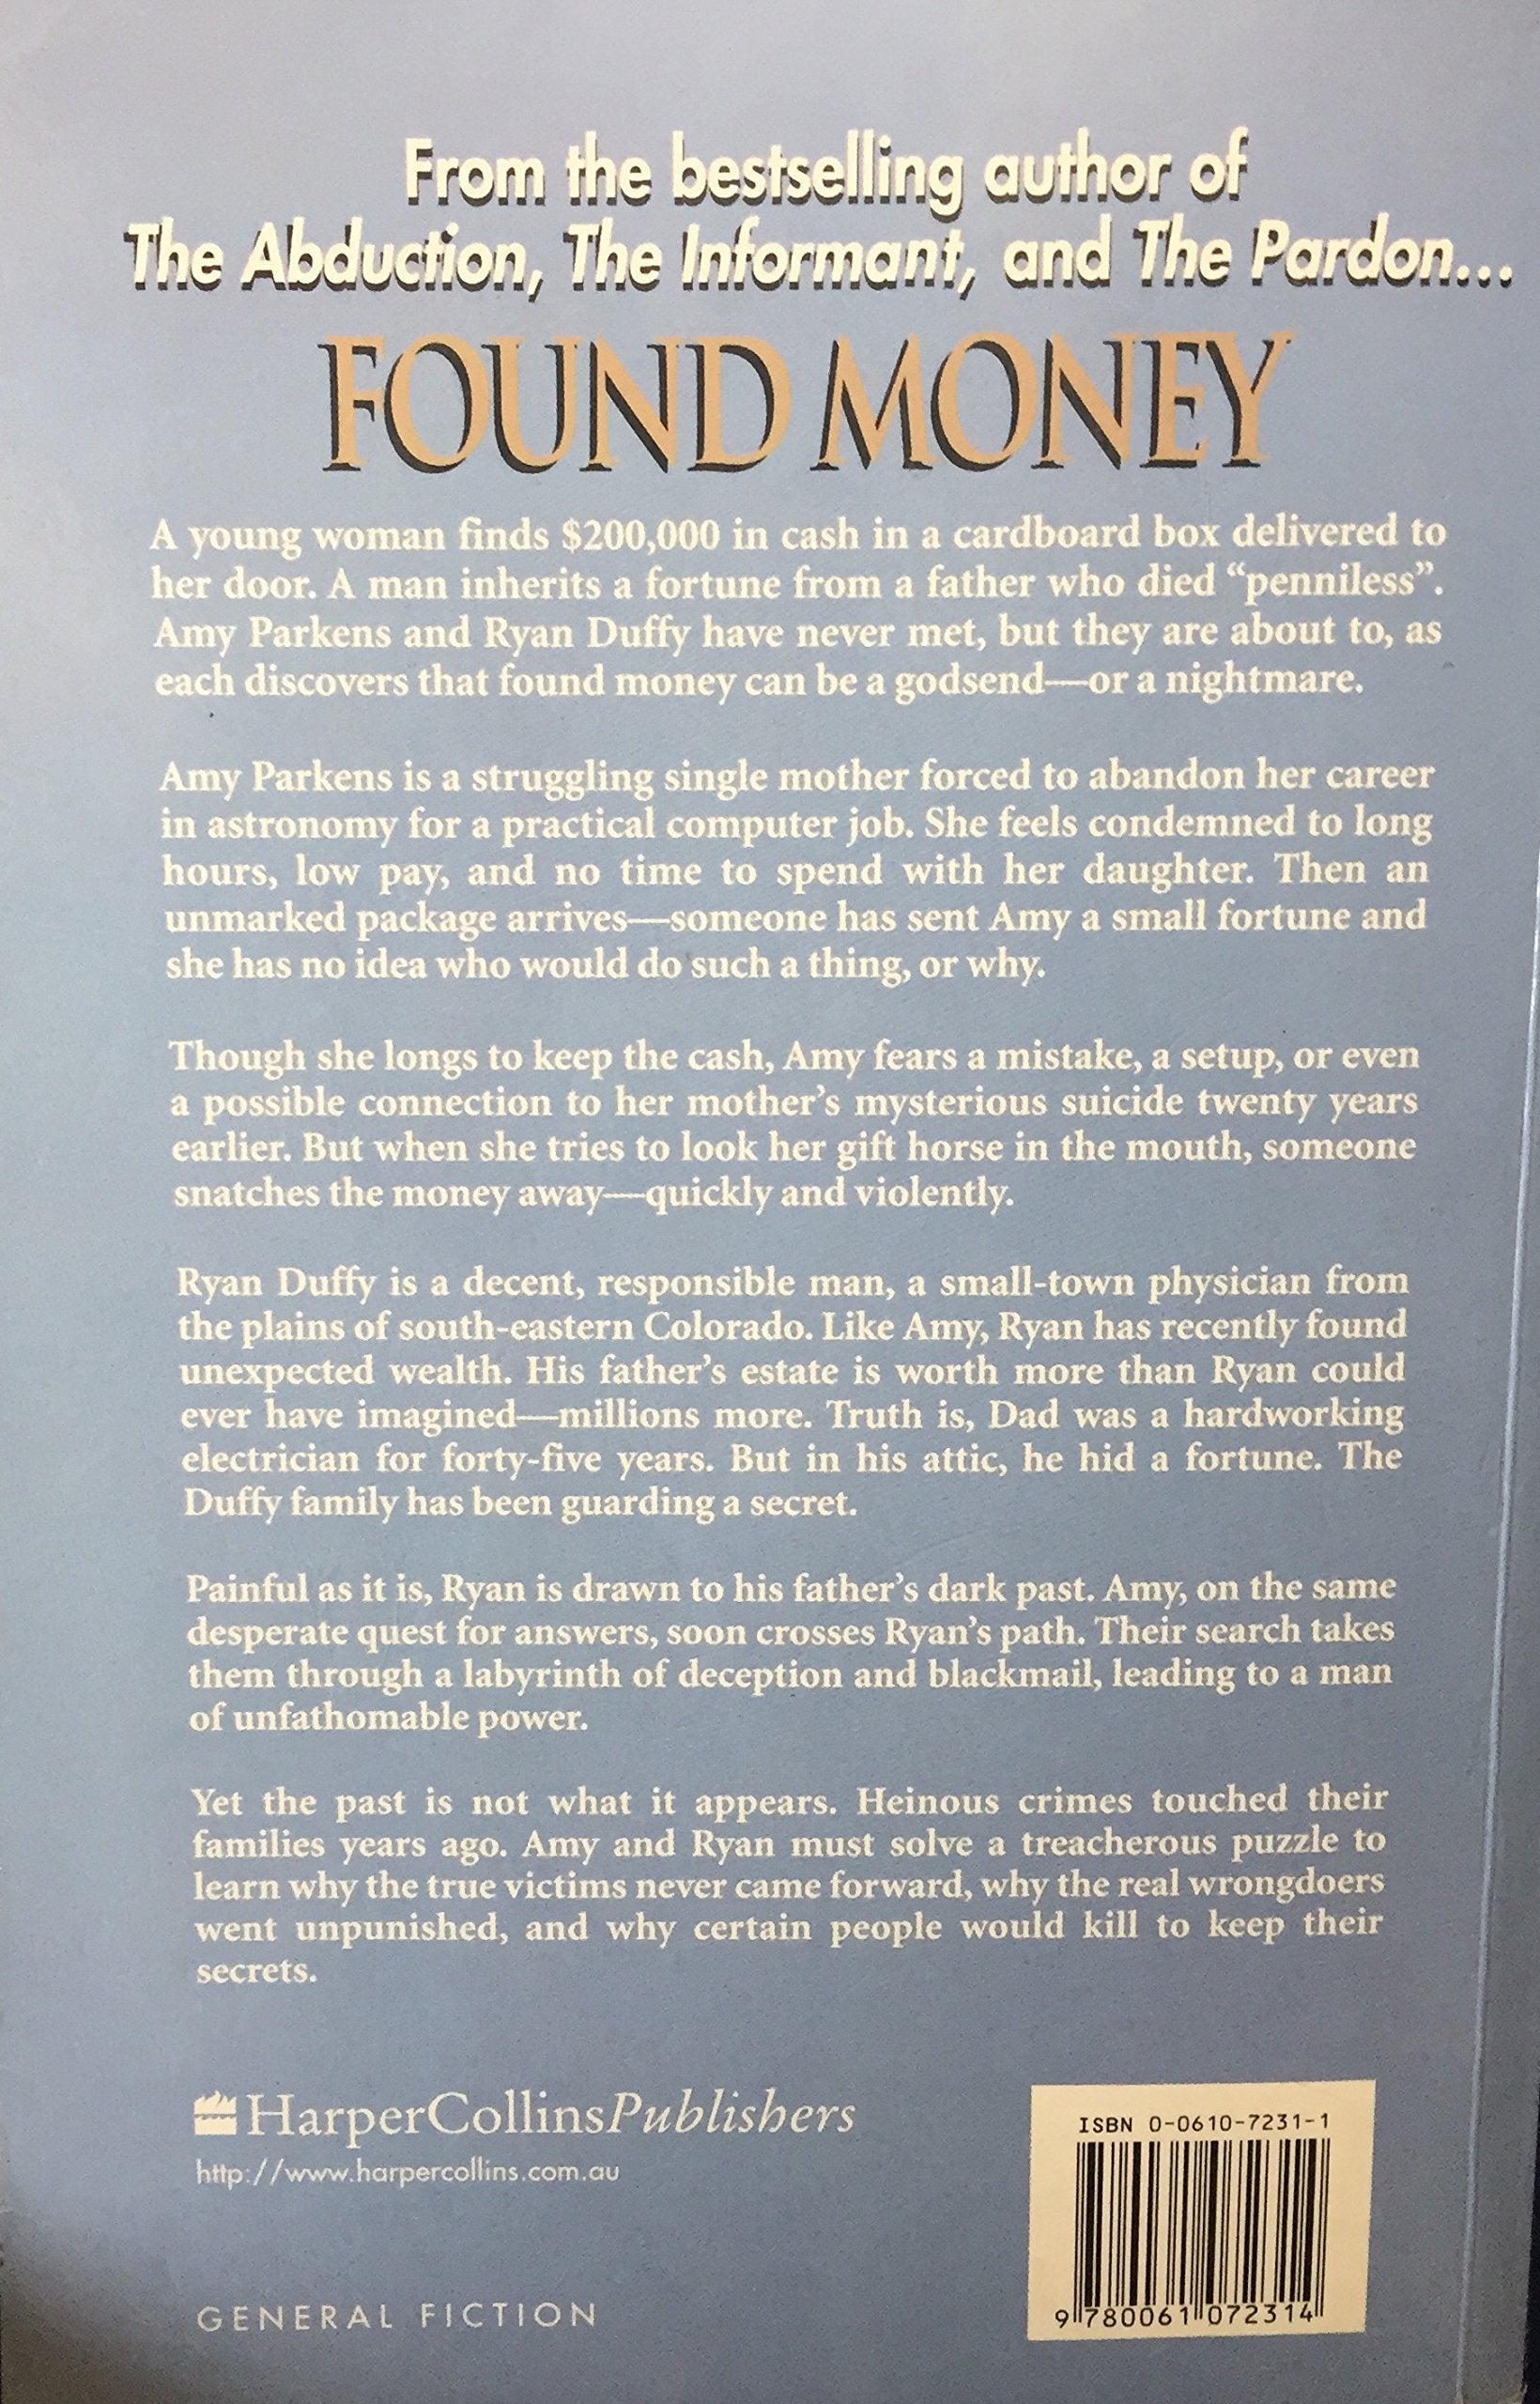 From the bestselling author of
The Abduction, The Informant, and The Pardon...
FOUND MONEY
A young woman finds $200,000 in cash in a cardboard box delivered to
her door. A man inherits a fortune from a father who died “penniless”.
Amy Parkens and Ryan Duffy have never met, but they are about to, as
each discovers that found money can be a godsend—or a nightmare.
Amy Parkens is a struggling single mother forced to abandon her career
in astronomy for a practical computer job. She feels condemned to long
hours, low pay, and no time to spend with her daughter. Then an
unmarked package arrives—someone has sent Amy a small fortune and
she has no idea who would do such a thing, or why.
Though she longs to keep the cash, Amy fears a mistake, a setup, or even
a possible connection to her mother’s mysterious suicide twenty years
earlier. But when she tries to look her gift horse in the mouth, someone
snatches the money away—quickly and violently.
Ryan Duffy is a decent, responsible man, a small-town physician from
the plains of south-eastern Colorado. Like Amy, Ryan has recently found
unexpected wealth. His father’s estate is worth more than Ryan could
ever have imagined—millions more. Truth is, Dad was a hardworking
electrician for forty-five years. But in his attic, he hid a fortune. The
Duffy family has been guarding a secret.
Painful as it is, Ryan is drawn to his father’s dark past. Amy, on the same
desperate quest for answers, soon crosses Ryan’s path. Their search takes
them through a labyrinth of deception and blackmail, leading to a man
of unfathomable power.
Yet the past is not what it appears. Heinous crimes touched their
families years ago. Amy and Ryan must solve a treacherous puzzle to
learn why the true victims never came forward, why the real wrongdoers
went unpunished, and why certain people would kill to keep their
secrets.
HarperCollinsPublishers
http://www.harpercollins.com.au
ISBN 0-0610-7231-1
9 780061 072314
GENERAL FICTION